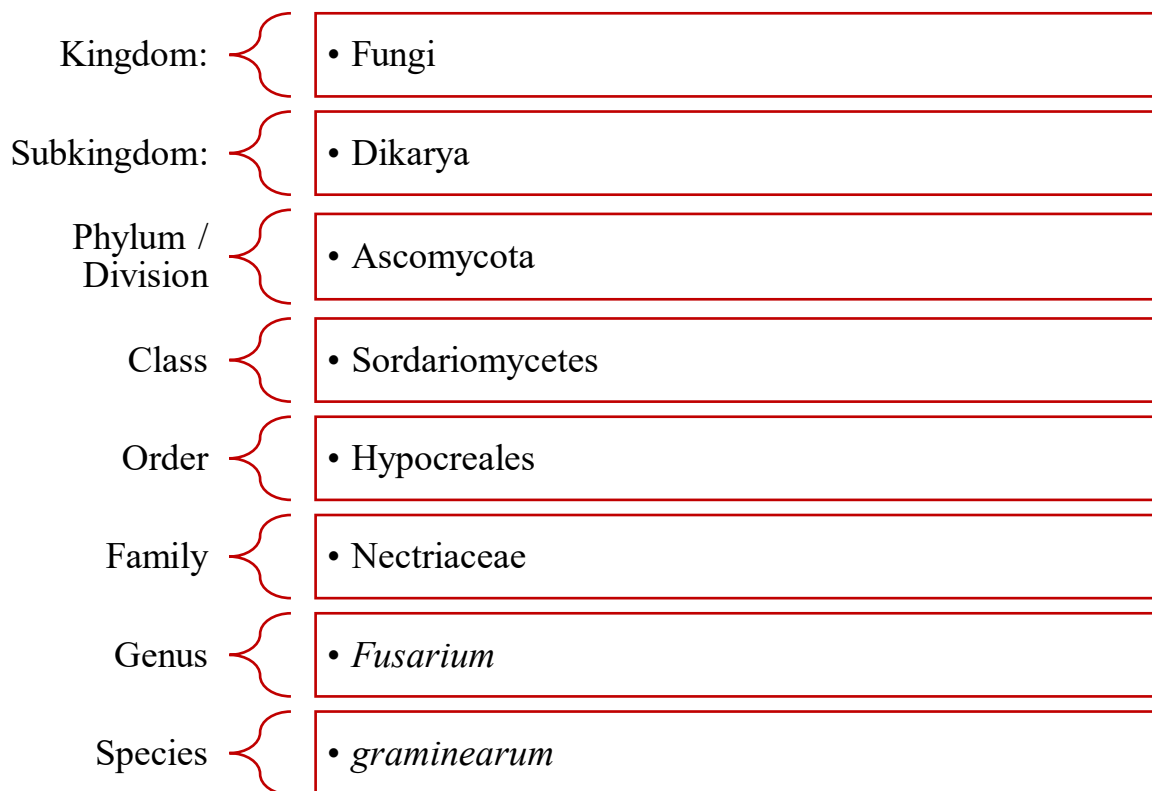 Kingdom:
• Fungi
Subkingdom:
• Dikarya
Phylum /
Division
• Ascomycota
Class
• Sordariomycetes
Order
• Hypocreales
Family
• Nectriaceae
Genus
• Fusarium
Species
• graminearum